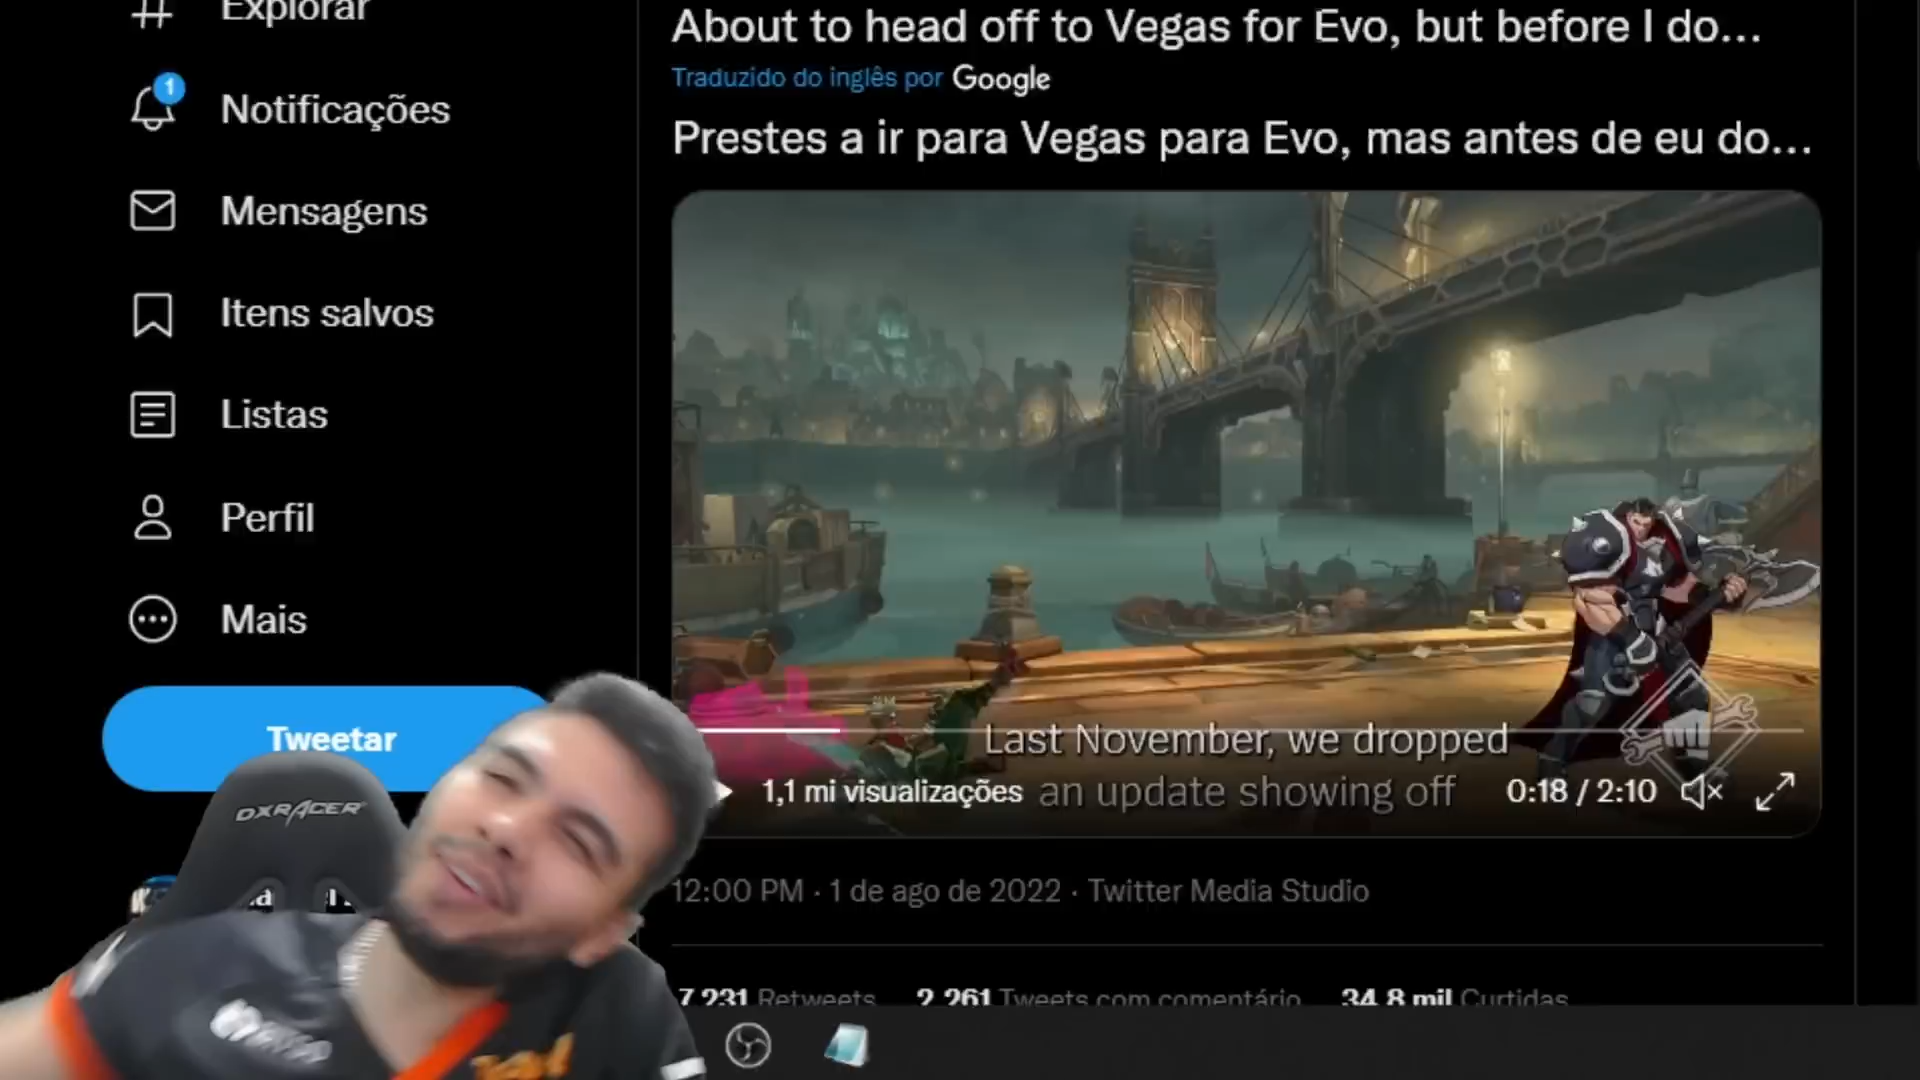 Explorar
Notificações
1
Mensagens
Itens salvos
Listas
Perfil
Mais
Tweetar
About to head off to Vegas for Evo, but before I do...
Traduzido do inglês por Google
Prestes a ir para Vegas para Evo, mas antes de eu do...
Last November, we dropped
an update showing off
1,1 mi visualizações
0:18 / 2:10
12:00 PM · 1 de ago de 2022 · Twitter Media Studio
7.231 Retweets 2.261 Tweets com comentário 34,8 mil Curtidas
DXRACER